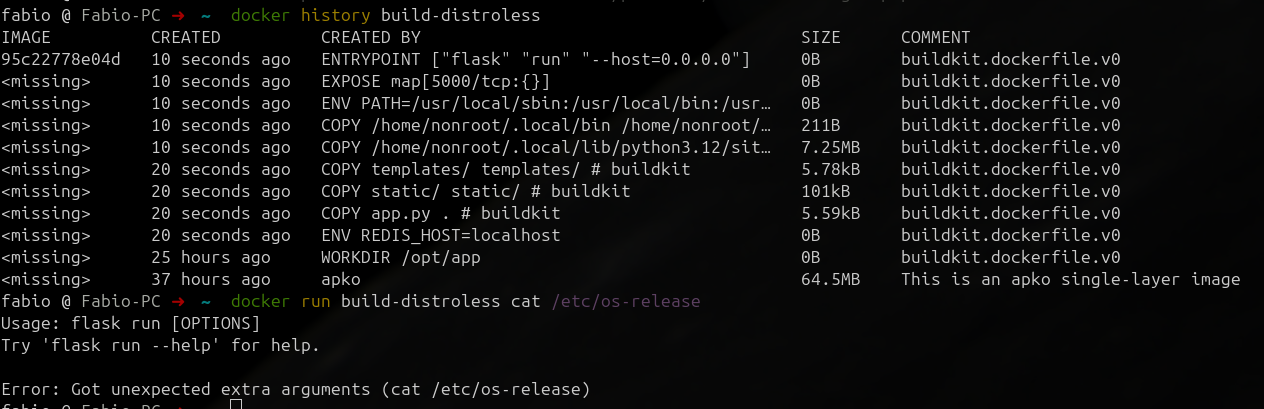 fabio @ Fabio-PC ➜ ~ docker history build-distroless
IMAGE CREATED CREATED BY SIZE COMMENT
95c22778e04d 10 seconds ago ENTRYPOINT ["flask" "run" "--host=0.0.0.0"] 0B buildkit.dockerfile.v0
<missing> 10 seconds ago EXPOSE map[5000/tcp:{}] 0B buildkit.dockerfile.v0
<missing> 10 seconds ago ENV PATH=/usr/local/sbin:/usr/local/bin:/usr… 0B buildkit.dockerfile.v0
<missing> 10 seconds ago COPY /home/nonroot/.local/bin /home/nonroot/… 211B buildkit.dockerfile.v0
<missing> 10 seconds ago COPY /home/nonroot/.local/lib/python3.12/sit… 7.25MB buildkit.dockerfile.v0
<missing> 20 seconds ago COPY templates/ templates/ # buildkit 5.78kB buildkit.dockerfile.v0
<missing> 20 seconds ago COPY static/ static/ # buildkit 101kB buildkit.dockerfile.v0
<missing> 20 seconds ago COPY app.py . # buildkit 5.59kB buildkit.dockerfile.v0
<missing> 20 seconds ago ENV REDIS_HOST=localhost 0B buildkit.dockerfile.v0
<missing> 25 hours ago WORKDIR /opt/app 0B buildkit.dockerfile.v0
<missing> 37 hours ago apko 64.5MB This is an apko single-layer image
fabio @ Fabio-PC ➜ ~ docker run build-distroless cat /etc/os-release
Usage: flask run [OPTIONS]
Try 'flask run --help' for help.
Error: Got unexpected extra arguments (cat /etc/os-release)
fabio @ Fabio-PC ➜ ~